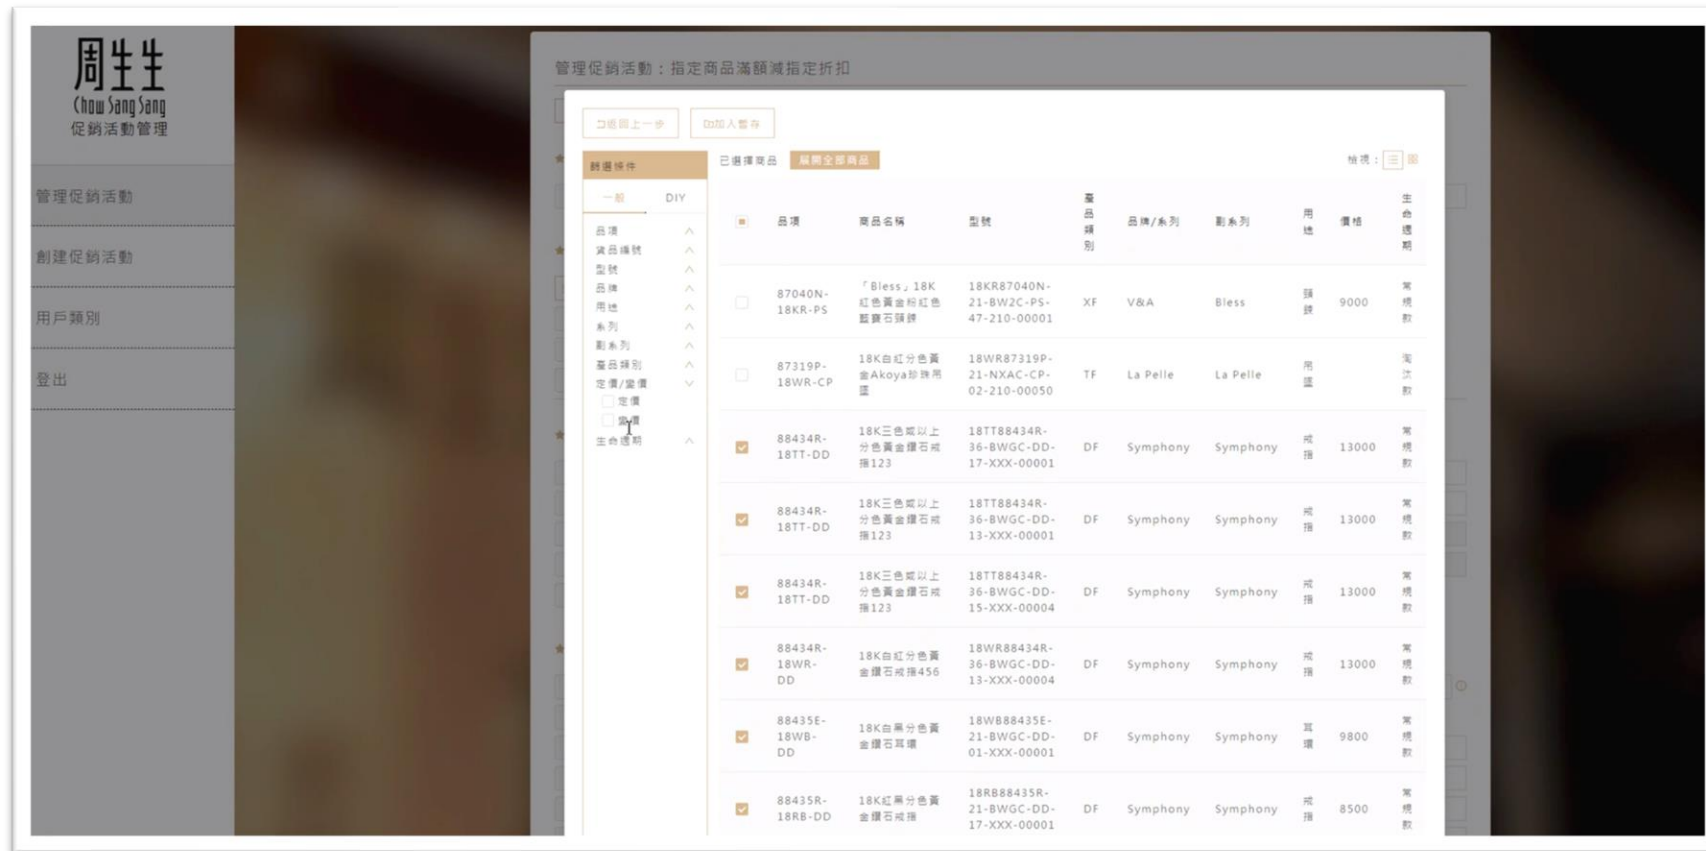 周生生
Chow Sang Sang
促銷活動管理
管理促銷活動
創建促銷活動
用戶類別
登出
管理促銷活動：指定商品滿額減指定折扣
返回上一步
加入暫存
篩選條件
一般
DIY
品項
貨品編號
型號
品牌
用途
系列
副系列
產品類別
定價/變價
定價
變價
生命週期
已選擇商品
展開全部商品
檢視：
品項 商品名稱 型號 產品類別 品牌/系列 副系列 用途 價格 生命週期
87040N-
18KR-PS
「Bless」18K
紅色黃金粉紅色
藍寶石頸鍊
18KR87040N-
21-BW2C-PS-
47-210-00001
XF
V&A
Bless
頸鍊
9000
常規款
87319P-
18WR-CP
18K白紅分色黃
金Akoya珍珠吊
墜
18WR87319P-
21-NXAC-CP-
02-210-00050
TF
La Pelle
La Pelle
吊墜
淘汰款
88434R-
18TT-DD
18K三色或以上
分色黃金鑽石戒
指123
18TT88434R-
36-BWGC-DD-
17-XXX-00001
DF
Symphony
Symphony
戒指
13000
常規款
88434R-
18TT-DD
18K三色或以上
分色黃金鑽石戒
指123
18TT88434R-
36-BWGC-DD-
13-XXX-00001
DF
Symphony
Symphony
戒指
13000
常規款
88434R-
18TT-DD
18K三色或以上
分色黃金鑽石戒
指123
18TT88434R-
36-BWGC-DD-
15-XXX-00004
DF
Symphony
Symphony
戒指
13000
常規款
88434R-
18WR-
DD
18K白紅分色黃
金鑽石戒指456
18WR88434R-
36-BWGC-DD-
13-XXX-00004
DF
Symphony
Symphony
戒指
13000
常規款
88435E-
18WB-
DD
18K白黑分色黃
金鑽石耳環
18WB88435E-
21-BWGC-DD-
01-XXX-00001
DF
Symphony
Symphony
耳環
9800
常規款
88435R-
18RB-DD
18K紅黑分色黃
金鑽石戒指
18RB88435R-
21-BWGC-DD-
17-XXX-00001
DF
Symphony
Symphony
戒指
8500
常規款